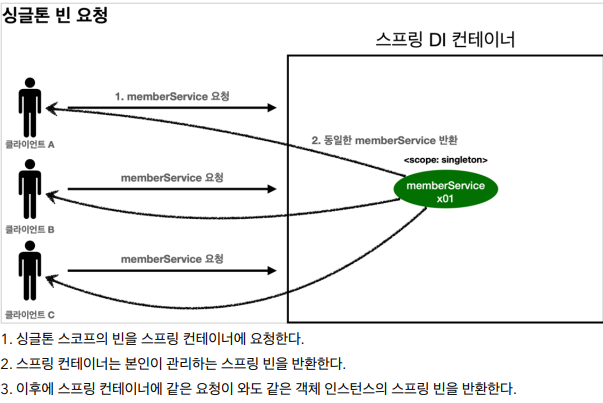 싱글톤 빈 요청
스프링 DI 컨테이너
1. memberService 요청
클라이언트 A
2. 동일한 memberService 반환
<scope: singleton>
memberService 요청
memberService
x01
클라이언트 B
memberService 요청
클라이언트 C
1. 싱글톤 스코프의 빈을 스프링 컨테이너에 요청한다.
2. 스프링 컨테이너는 본인이 관리하는 스프링 빈을 반환한다.
3. 이후에 스프링 컨테이너에 같은 요청이 와도 같은 객체 인스턴스의 스프링 빈을 반환한다.